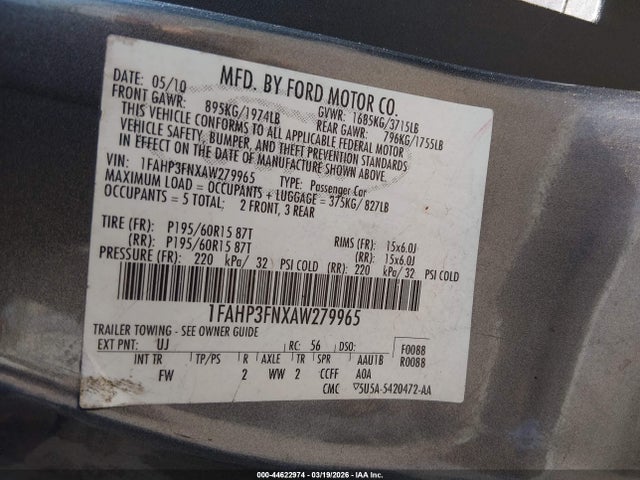 MFD. BY FORD MOTOR CO.
DATE: 05/10 GVWR: 1685KG/3715LB
FRONT GAWR: 895KG/1974LB REAR GAWR: 796KG/1755LB
THIS VEHICLE CONFORMS TO ALL APPLICABLE FEDERAL MOTOR
VEHICLE SAFETY, BUMPER, AND THEFT PREVENTION STANDARDS
IN EFFECT ON THE DATE OF MANUFACTURE SHOWN ABOVE.
VIN: 1FAHP3FNXAW279965 TYPE: Passenger Car
MAXIMUM LOAD = OCCUPANTS + LUGGAGE = 375KG/ 827LB
OCCUPANTS = 5 TOTAL: 2 FRONT, 3 REAR
TIRE (FR): P195/60R15 87T RIMS (FR): 15x6.0J
(RR): P195/60R15 87T (RR): 15x6.0J
PRESSURE (FR): 220 kPa/ 32 PSI COLD (RR): 220 kPa/ 32 PSI COLD
1FAHP3FNXAW279965
TRAILER TOWING - SEE OWNER GUIDE
EXT PNT: UJ RC: 56 DSO: F0088
R0088
INT TR TP/PS R AXLE TR SPR AAU1B
FW 2 WW 2 CCFF AOA
CMC ▽5U5A-5420472-AA
000-44622974 | 03/19/2026 - IAA Inc.